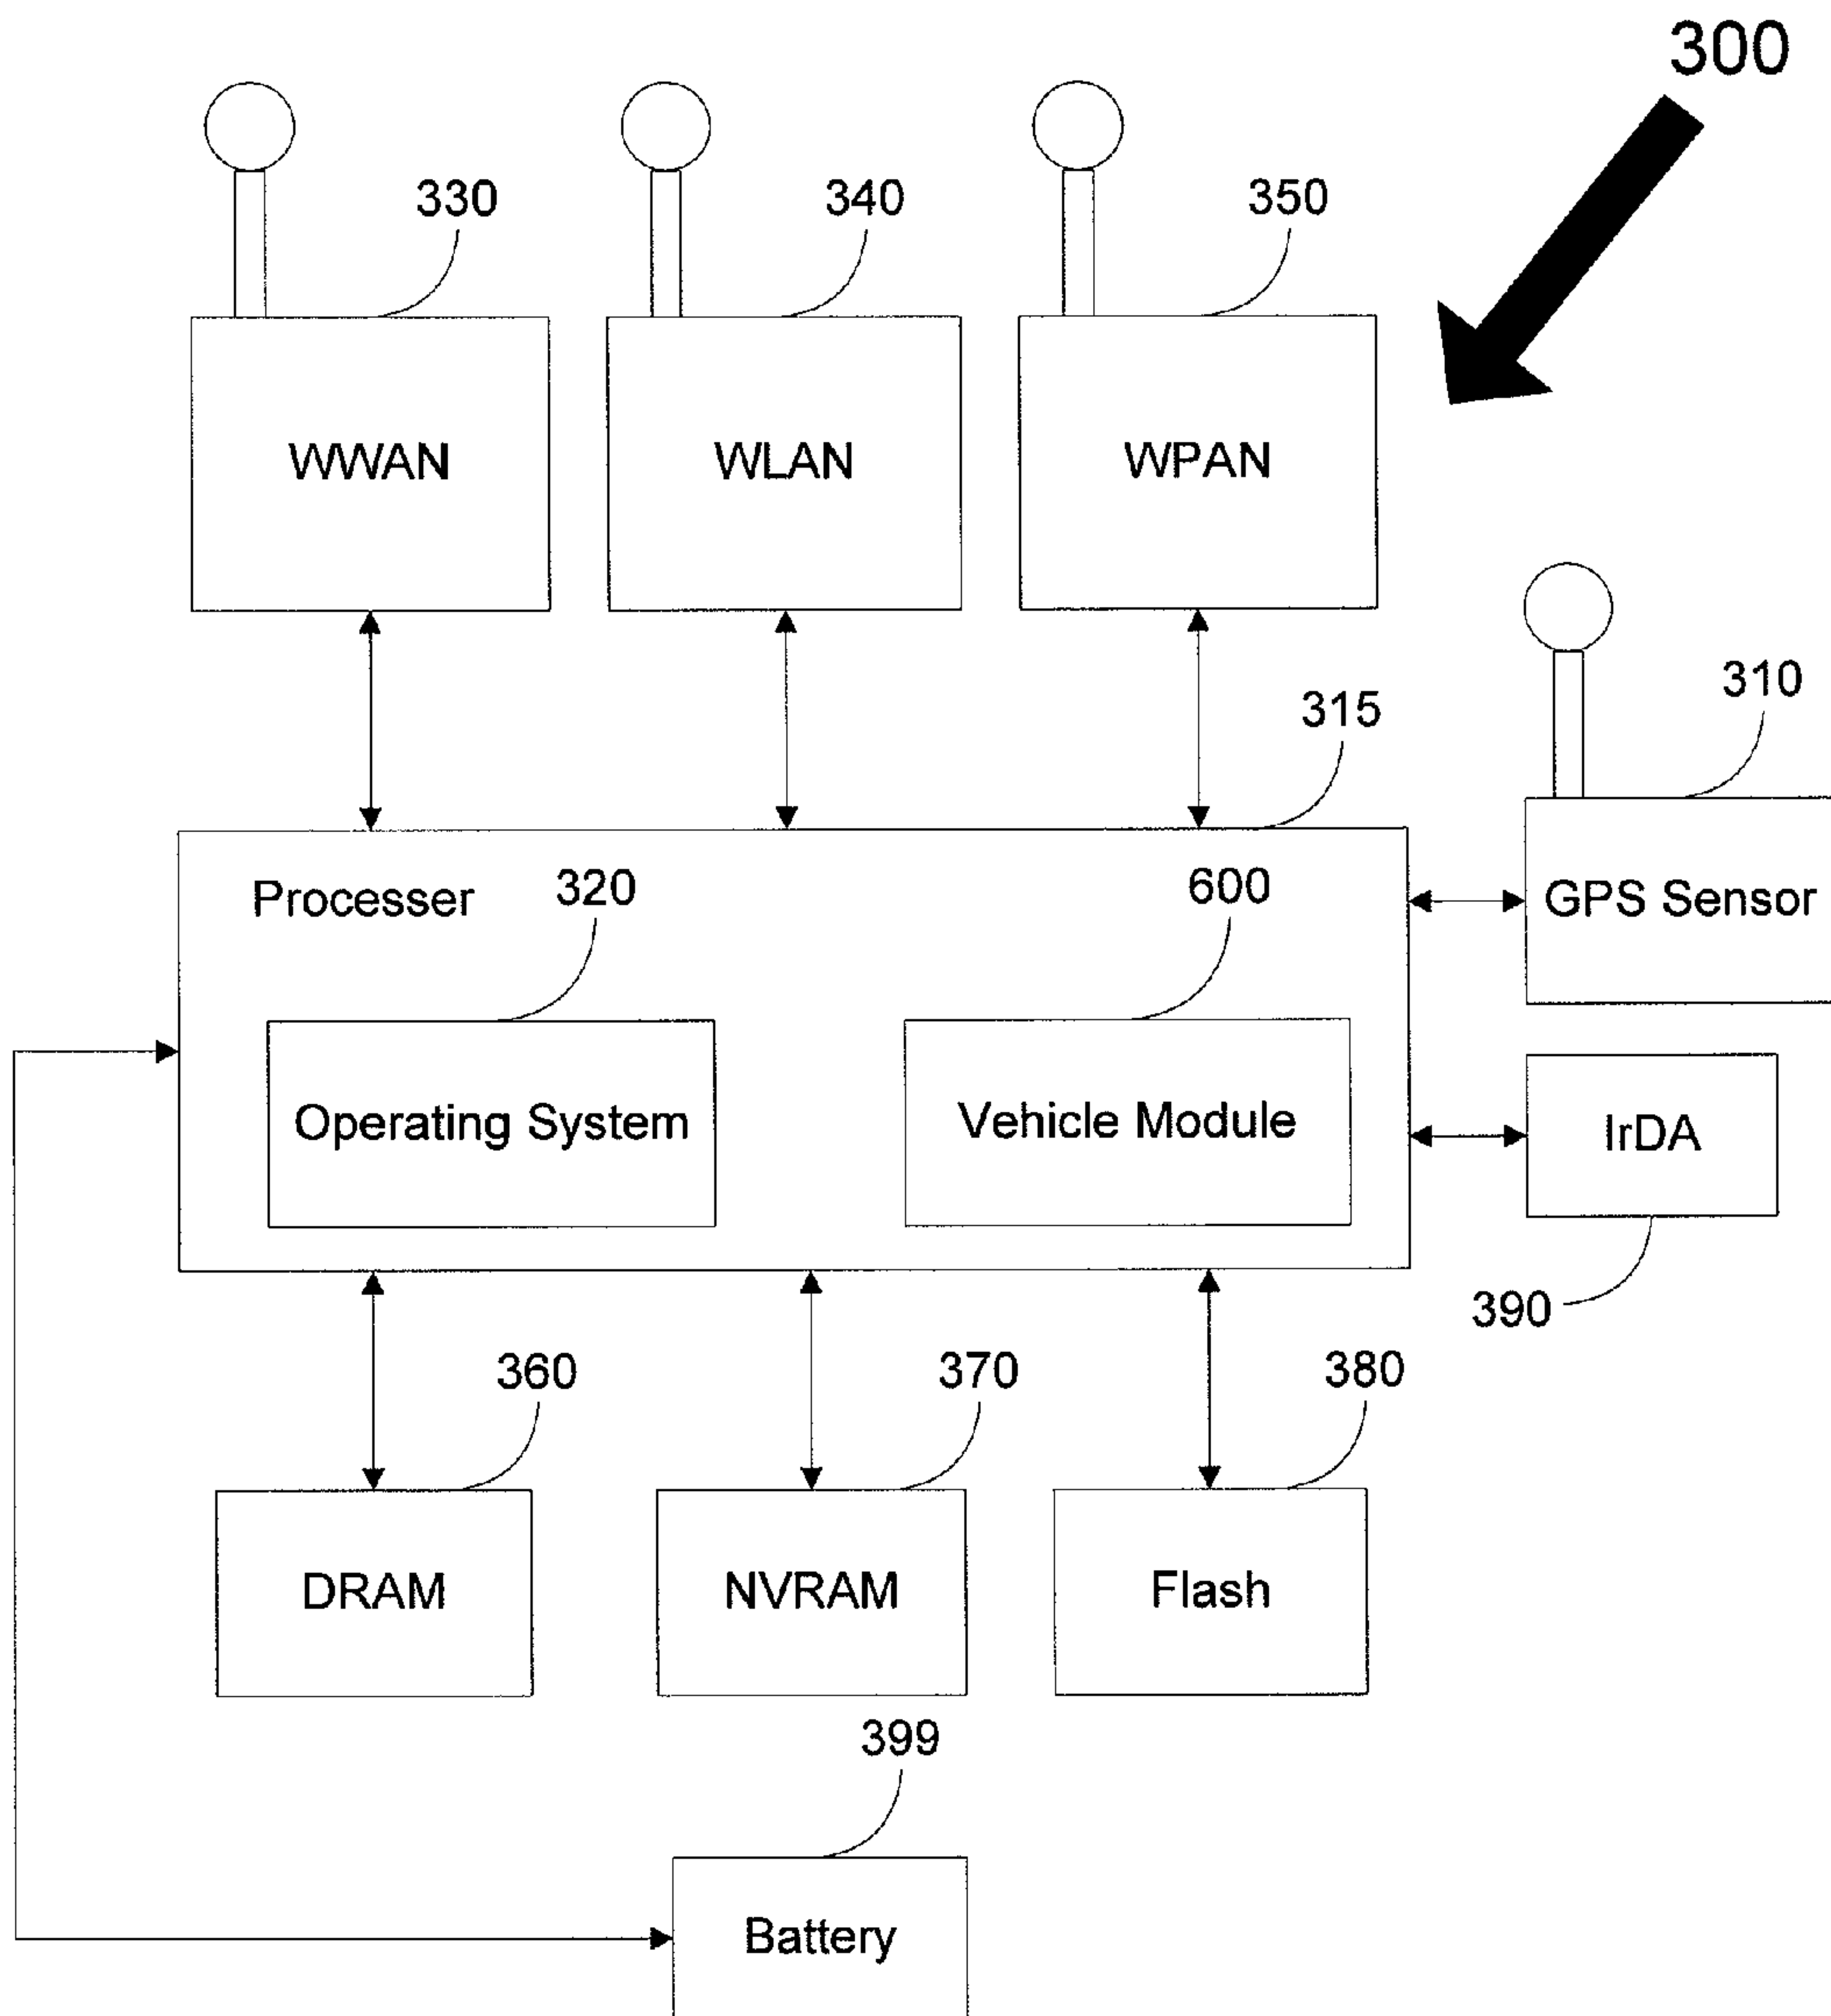 300
330
340
350
WWAN
WLAN
WPAN
310
315
Processer
320
600
GPS Sensor
Operating System
Vehicle Module
IrDA
390
360
370
380
DRAM
NVRAM
Flash
399
Battery